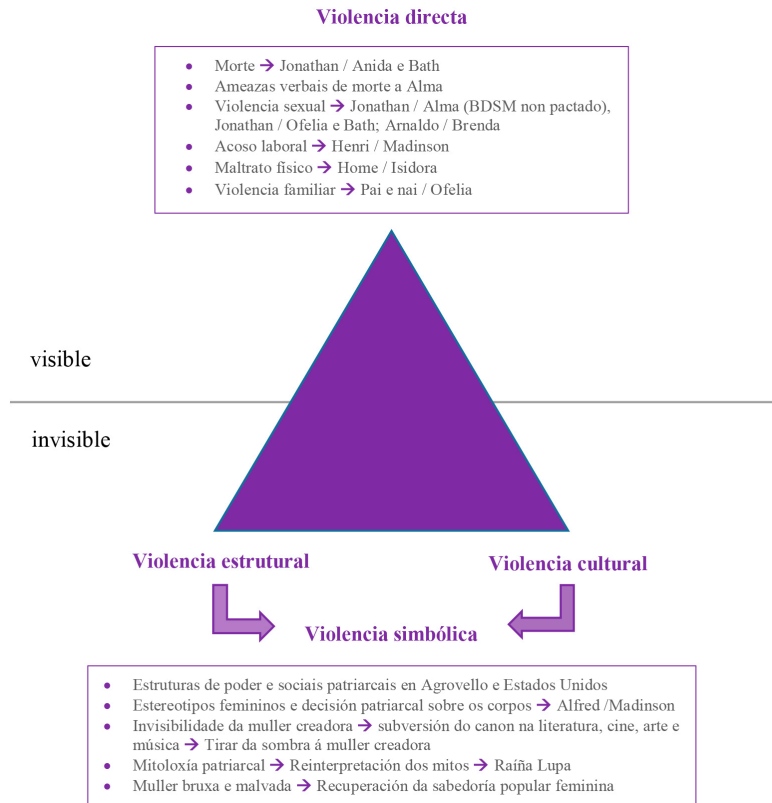 Violencia directa
• Morte → Jonathan / Anida e Bath
• Ameazas verbais de morte a Alma
• Violencia sexual → Jonathan / Alma (BDSM non pactado),
Jonathan / Ofelia e Bath; Arnaldo / Brenda
• Acoso laboral → Henri / Madinson
• Maltrato físico → Home / Isidora
• Violencia familiar → Pai e nai / Ofelia
visible
invisible
Violencia estrutural
Violencia cultural
Violencia simbólica
• Estruturas de poder e sociais patriarcais en Agrovello e Estados Unidos
• Estereotipos femininos e decisión patriarcal sobre os corpos → Alfred /Madinson
• Invisibilidade da muller creadora → subversión do canon na literatura, cine, arte e
música → Tirar da sombra á muller creadora
• Mitoloxía patriarcal → Reinterpretación dos mitos → Raíña Lupa
• Muller bruxa e malvada → Recuperación da sabedoría popular feminina